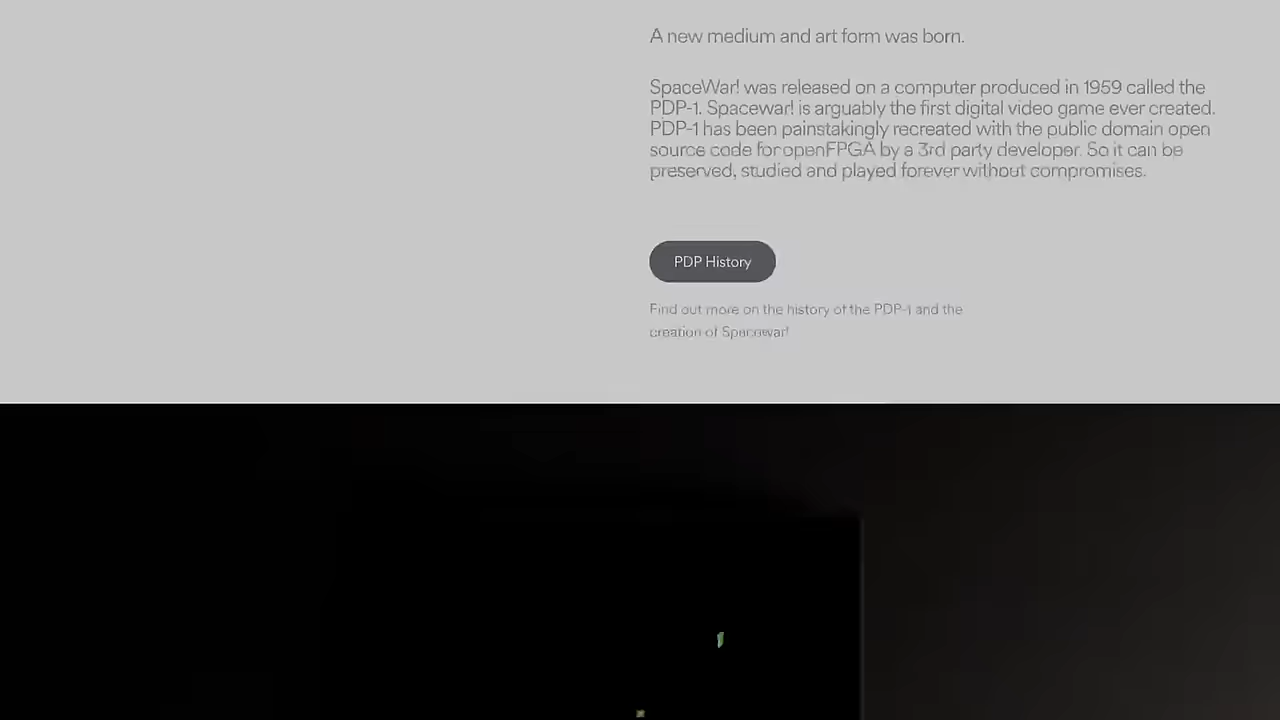 A new medium and art form was born.
SpaceWar! was released on a computer produced in 1959 called the
PDP-1. Spacewar! is arguably the first digital video game ever created.
PDP-1 has been painstakingly recreated with the public domain open
source code for openFPGA by a 3rd party developer. So it can be
preserved, studied and played forever without compromises.
PDP History
Find out more on the history of the PDP-1 and the
creation of Spacewar!